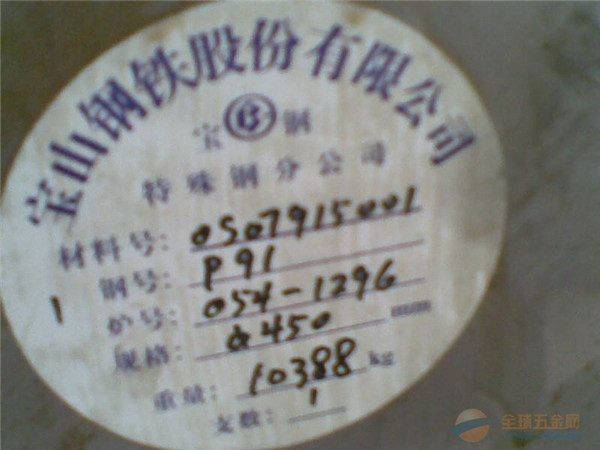 宝山钢铁股份有限公司
宝 B 钢
特殊钢分公司
材料号: 0507915001
钢号: P91
炉号: 054-1296
规格: φ450 mm
重量: 10388 kg
支数: 1
1
全球五金网